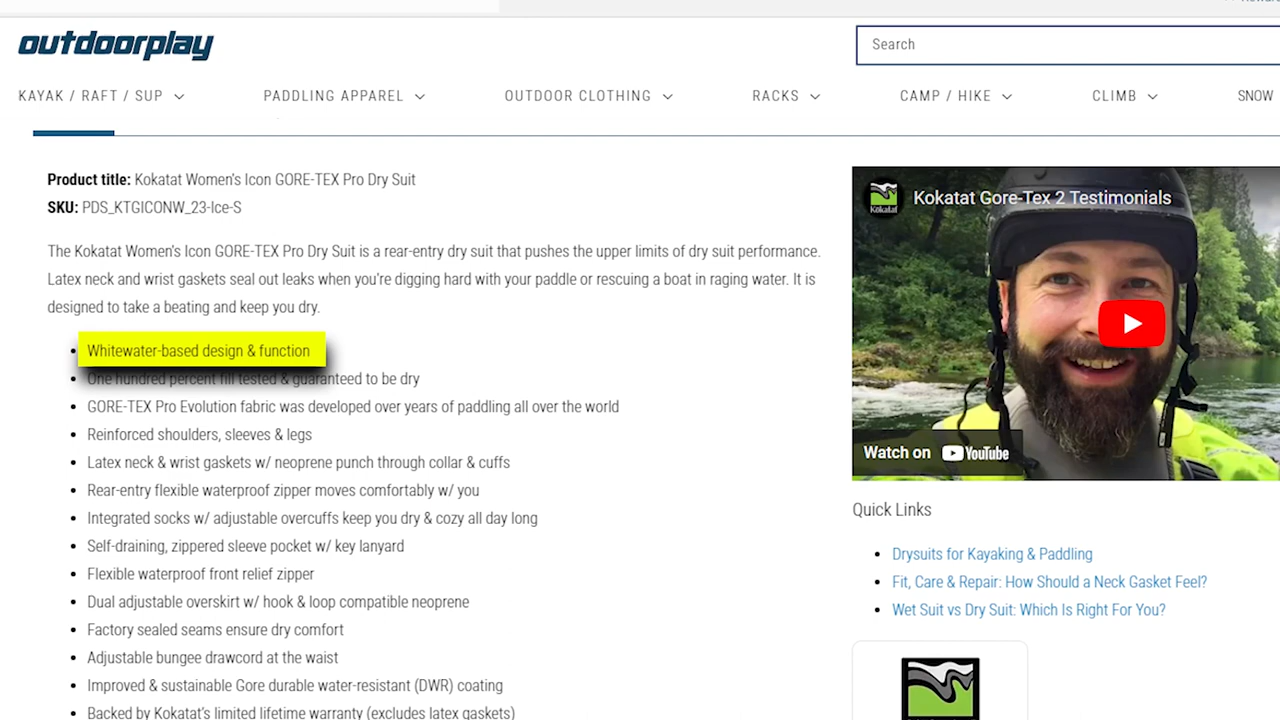 outdoorplay
Search
KAYAK / RAFT / SUP
PADDLING APPAREL
OUTDOOR CLOTHING
RACKS
CAMP / HIKE
CLIMB
SNOW
Product title: Kokatat Women's Icon GORE-TEX Pro Dry Suit
SKU: PDS_KTGICONW_23-Ice-S
The Kokatat Women's Icon GORE-TEX Pro Dry Suit is a rear-entry dry suit that pushes the upper limits of dry suit performance.
Latex neck and wrist gaskets seal out leaks when you're digging hard with your paddle or rescuing a boat in raging water. It is
designed to take a beating and keep you dry.
Whitewater-based design & function
One hundred percent fill tested & guaranteed to be dry
GORE-TEX Pro Evolution fabric was developed over years of paddling all over the world
Reinforced shoulders, sleeves & legs
Latex neck & wrist gaskets w/ neoprene punch through collar & cuffs
Rear-entry flexible waterproof zipper moves comfortably w/ you
Integrated socks w/ adjustable overcuffs keep you dry & cozy all day long
Self-draining, zippered sleeve pocket w/ key lanyard
Flexible waterproof front relief zipper
Dual adjustable overskirt w/ hook & loop compatible neoprene
Factory sealed seams ensure dry comfort
Adjustable bungee drawcord at the waist
Improved & sustainable Gore durable water-resistant (DWR) coating
Backed by Kokatat's limited lifetime warranty (excludes latex gaskets)
Kokatat
Kokatat Gore-Tex 2 Testimonials
Watch on YouTube
Quick Links
Drysuits for Kayaking & Paddling
Fit, Care & Repair: How Should a Neck Gasket Feel?
Wet Suit vs Dry Suit: Which Is Right For You?